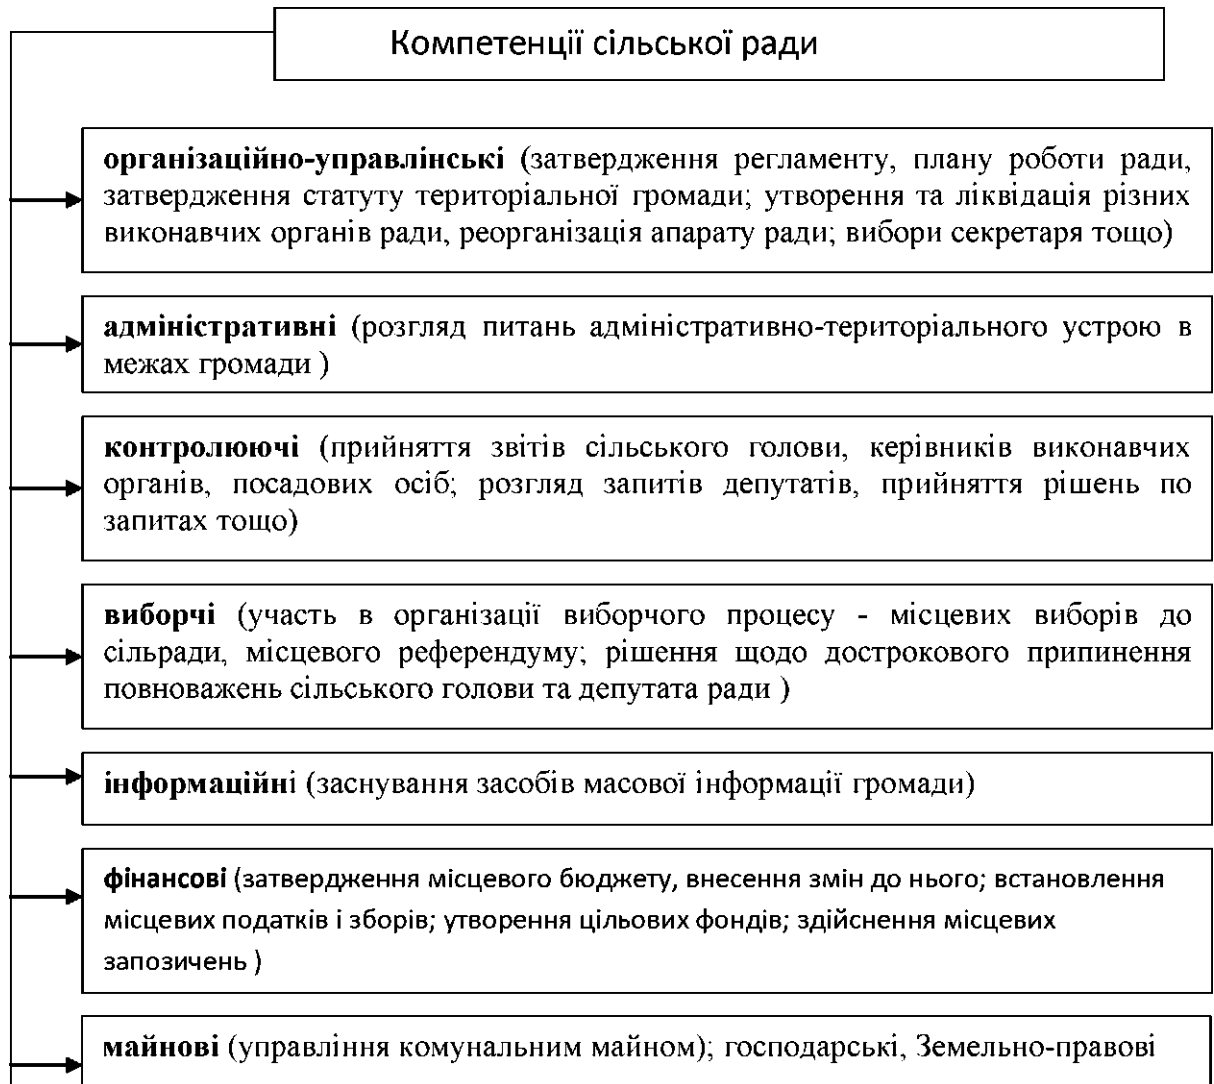 Компетенції сільської ради
організаційно-управлінські (затвердження регламенту, плану роботи ради,
затвердження статуту територіальної громади; утворення та ліквідація різних
виконавчих органів ради, реорганізація апарату ради; вибори секретаря тощо)
адміністративні (розгляд питань адміністративно-територіального устрою в
межах громади )
контролюючі (прийняття звітів сільського голови, керівників виконавчих
органів, посадових осіб; розгляд запитів депутатів, прийняття рішень по
запитах тощо)
виборчі (участь в організації виборчого процесу - місцевих виборів до
сільради, місцевого референдуму; рішення щодо дострокового припинення
повноважень сільського голови та депутата ради )
інформаційні (заснування засобів масової інформації громади)
фінансові (затвердження місцевого бюджету, внесення змін до нього; встановлення
місцевих податків і зборів; утворення цільових фондів; здійснення місцевих
запозичень )
майнові (управління комунальним майном); господарські, Земельно-правові